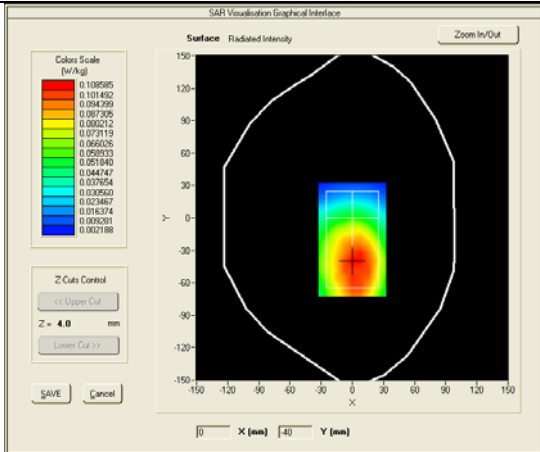 SAR Visualisation Graphical Interface
Surface Radiated Intensity
Zoom In/Out
Colors Scale
(W/kg)
0.108585
0.101492
0.094399
0.087305
0.080212
0.073119
0.066026
0.058933
0.051840
0.044747
0.037654
0.030560
0.023467
0.016374
0.009281
0.002188
Z-Cuts Control
<< Upper Cut
Z = 4.0 mm
Lower Cut >>
SAVE Cancel
150
120
90
60
30
0
-30
-60
-90
-120
-150
Y
-150 -120 -90 -60 -30 0 30 60 90 120 150
X
0 X (mm) -40 Y (mm)